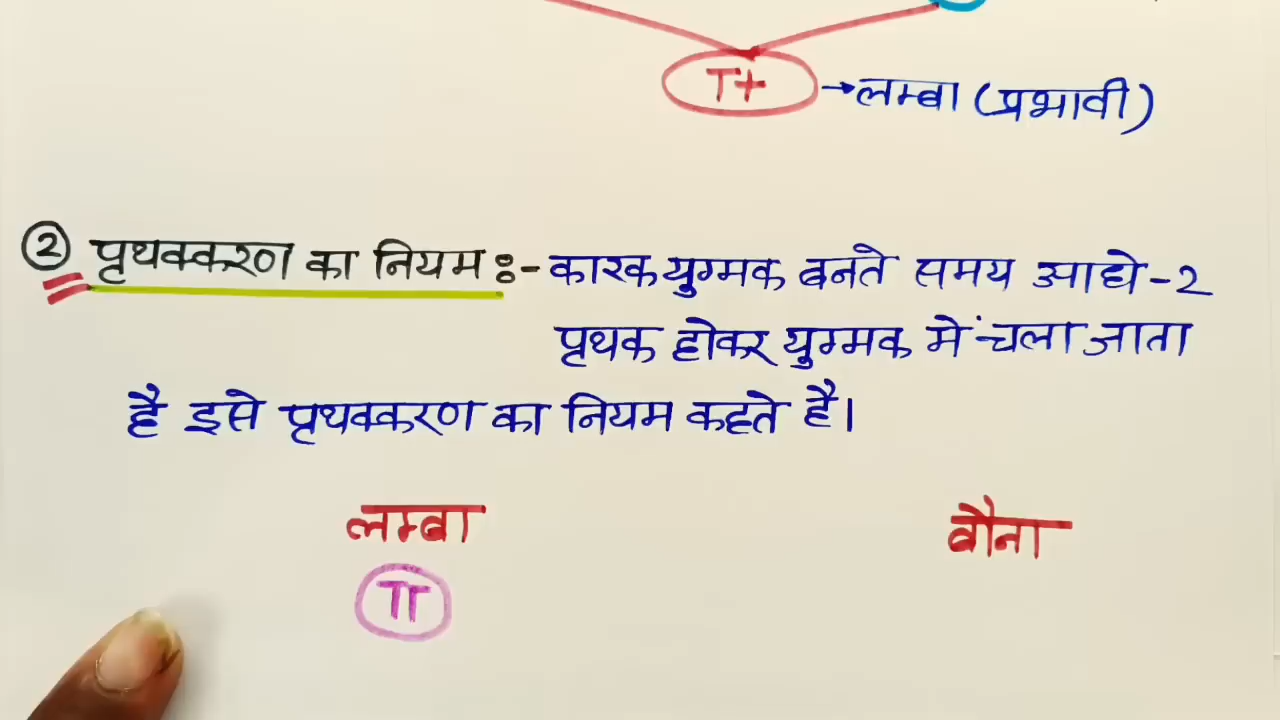 T+ →लम्बा (प्रभावी)
② पृथक्करण का नियम :- कारक युग्मक बनते समय आधे-2
पृथक होकर युग्मक में चला जाता
है इसे पृथक्करण का नियम कहते है।
लम्बा बौना
TT